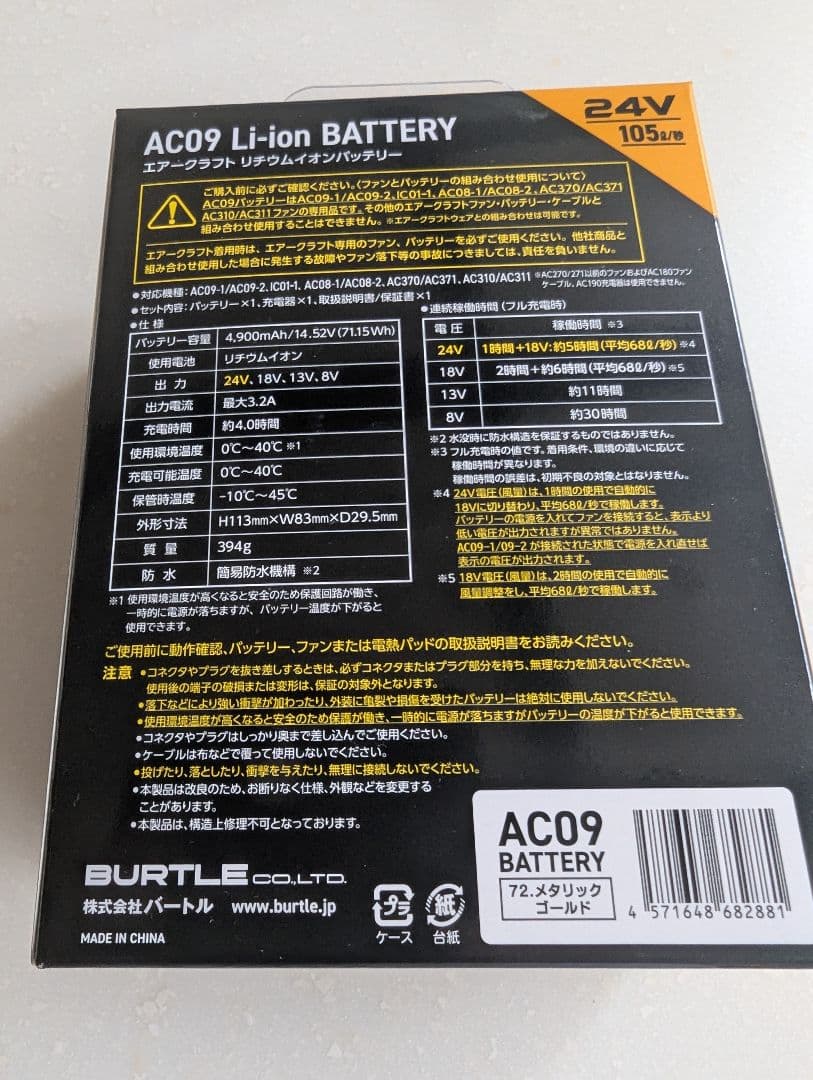 24V
105ℓ/秒
AC09 Li-ion BATTERY
エアークラフト リチウムイオンバッテリー
ご購入前に必ずご確認ください。〈ファンとバッテリーの組み合わせ使用について〉
AC09バッテリーはAC09-1/AC09-2、IC01-1、AC08-1/AC08-2、AC370/AC371
AC310/AC311ファンの専用品です。その他のエアークラフトファン・バッテリー・ケーブルと
組み合わせ使用することはできません。※エアークラフトウェアとの組み合わせは可能です。
エアークラフト着用時は、エアークラフト専用のファン、バッテリーを必ずご使用ください。他社商品と
組み合わせ使用した場合に発生する故障やファン落下等の事故につきましては、責任を負いません。
●対応機種：AC09-1/AC09-2、IC01-1、AC08-1/AC08-2、AC370/AC371、AC310/AC311 ※AC270/271以前のファンおよびAC180ファン
ケーブル、AC190充電器は使用できません。
●セット内容：バッテリー×1、充電器×1、取扱説明書/保証書×1
●仕様
バッテリー容量 4,900mAh/14.52V(71.15Wh)
使用電池 リチウムイオン
出力 24V、18V、13V、8V
出力電流 最大3.2A
充電時間 約4.0時間
使用環境温度 0℃～40℃ ※1
充電可能温度 0℃～40℃
保管時温度 -10℃～45℃
外形寸法 H113mm×W83mm×D29.5mm
質量 394g
防水 簡易防水機構 ※2
※1 使用環境温度が高くなると安全のため保護回路が働き、
一時的に電源が落ちますが、バッテリー温度が下がると
使用できます。
●連続稼働時間（フル充電時）
電圧 稼働時間 ※3
24V 1時間+18V:約5時間(平均68ℓ/秒)※4
18V 2時間+約6時間(平均68ℓ/秒)※5
13V 約11時間
8V 約30時間
※2 水没時に防水構造を保証するものではありません。
※3 フル充電時の値です。着用条件、環境の違いに応じて
稼働時間が異なります。
稼働時間の誤差は、初期不良の対象とはなりません。
※4 24V電圧(風量)は、1時間の使用で自動的に
18Vに切り替わり、平均68ℓ/秒で稼働します。
バッテリーの電源を入れてファンを接続すると、表示より
低い電圧が出力されますが異常ではありません。
AC09-1/09-2 が接続された状態で電源を入れ直せば
表示の電圧が出力されます。
※5 18V電圧(風量)は、2時間の使用で自動的に
風量調整をし、平均68ℓ/秒で稼働します。
ご使用前に動作確認、バッテリー、ファンまたは電熱パッドの取扱説明書をお読みください。
注意 ●コネクタやプラグを抜き差しするときは、必ずコネクタまたはプラグ部分を持ち、無理な力を加えないでください。
使用後の端子の破損または変形は、保証の対象外となります。
●落下などにより強い衝撃が加わったり、外装に亀裂や損傷を受けたバッテリーは絶対に使用しないでください。
●使用環境温度が高くなると安全のため保護が働き、一時的に電源が落ちますがバッテリーの温度が下がると使用できます。
●コネクタやプラグはしっかり奥まで差し込んでご使用ください。
●ケーブルは布などで覆って使用しないでください。
●投げたり、落としたり、衝撃を与えたり、無理に接続しないでください。
●本製品は改良のため、お断りなく仕様、外観などを変更する
ことがあります。
●本製品は、構造上修理不可となっております。
BURTLE CO.,LTD.
株式会社バートル www.burtle.jp
MADE IN CHINA
プラ
ケース
紙
台紙
AC09
BATTERY
72.メタリック
ゴールド
4 571648 682881